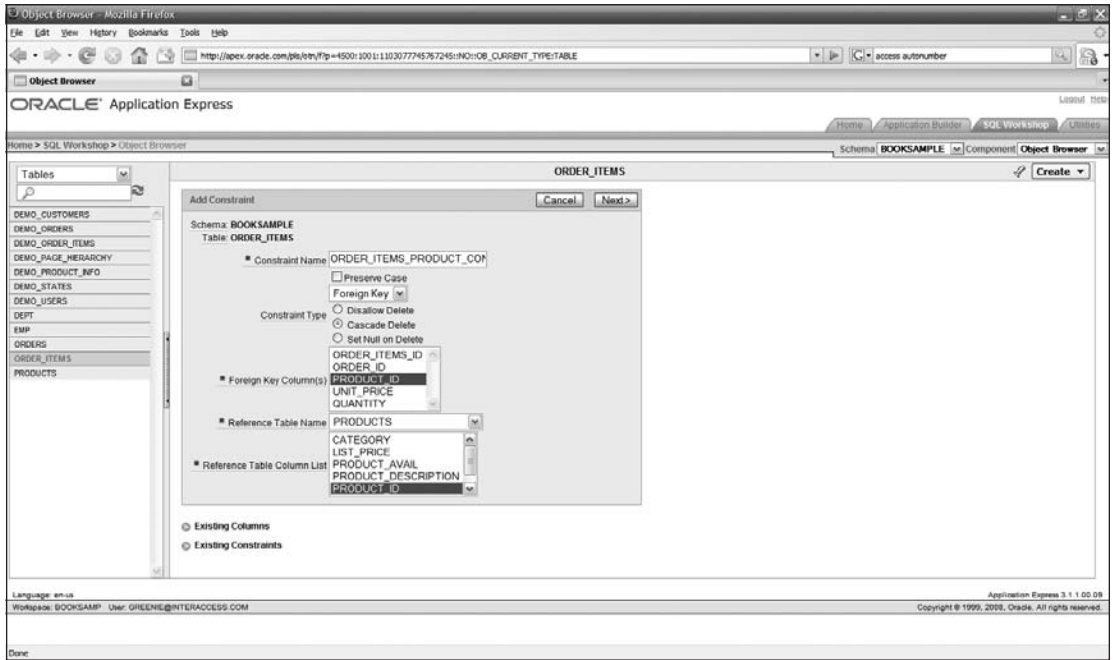 Object Browser - Mozilla Firefox
File Edit View History Bookmarks Tools Help
http://apex.oracle.com/pls/otn/f?p=4500:1001:1103077745767245::NO::OB_CURRENT_TYPE:TABLE
access autonumber
Object Browser
ORACLE Application Express
Logout Help
Home Application Builder SQL Workshop Utilities
Home > SQL Workshop > Object Browser
Schema BOOKSAMPLE Component Object Browser
Tables
ORDER_ITEMS
Create
DEMO_CUSTOMERS
DEMO_ORDERS
DEMO_ORDER_ITEMS
DEMO_PAGE_HIERARCHY
DEMO_PRODUCT_INFO
DEMO_STATES
DEMO_USERS
DEPT
EMP
ORDERS
ORDER_ITEMS
PRODUCTS
Add Constraint
Cancel
Next >
Schema: BOOKSAMPLE
Table: ORDER_ITEMS
* Constraint Name ORDER_ITEMS_PRODUCT_CON
Preserve Case
Foreign Key
Constraint Type
Disallow Delete
Cascade Delete
Set Null on Delete
* Foreign Key Column(s)
ORDER_ITEMS_ID
ORDER_ID
PRODUCT_ID
UNIT_PRICE
QUANTITY
* Reference Table Name PRODUCTS
* Reference Table Column List
CATEGORY
LIST_PRICE
PRODUCT_AVAIL
PRODUCT_DESCRIPTION
PRODUCT_ID
Existing Columns
Existing Constraints
Language: en-us
Application Express 3.1.1.00.09
Workspace: BOOKSAMP User: GREENIE@INTERACCESS.COM
Copyright © 1999, 2008, Oracle. All rights reserved.
Done